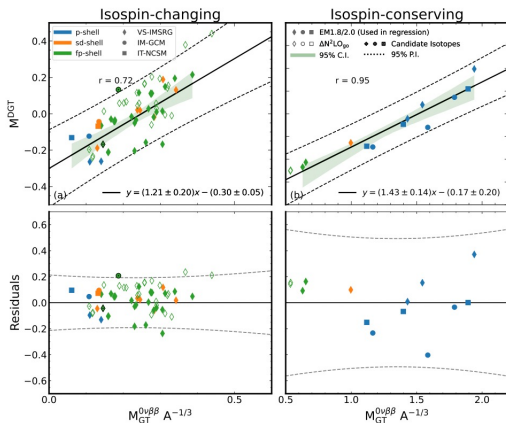 Isospin-changing
Isospin-conserving
p-shell
sd-shell
fp-shell
VS-IMSRG
IM-GCM
IT-NCSM
EM1.8/2.0 (Used in regression)
ΔN²LO_GO
Candidate Isotopes
95% C.I.
95% P.I.
r = 0.72
r = 0.95
M^DGT
0.4
0.2
0.0
−0.2
−0.4
(a)
y = (1.21 ± 0.20)x − (0.30 ± 0.05)
(b)
y = (1.43 ± 0.14)x − (0.17 ± 0.20)
Residuals
0.6
0.4
0.2
0.0
−0.2
−0.4
−0.6
0.0
0.2
0.4
0.5
1.0
1.5
2.0
M_GT^0νββ A^−1/3
M_GT^0νββ A^−1/3